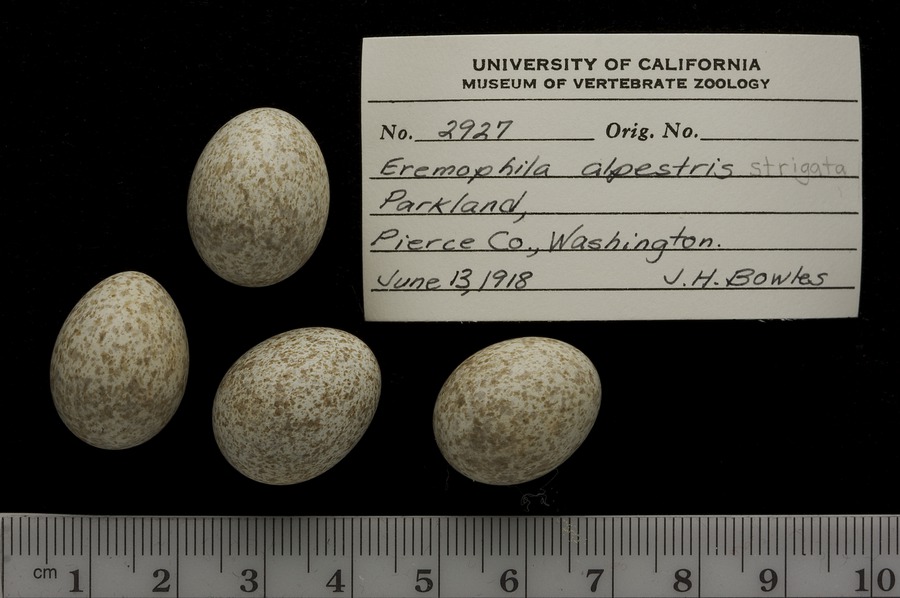 UNIVERSITY OF CALIFORNIA
MUSEUM OF VERTEBRATE ZOOLOGY
No. 2927 Orig. No.
Eremophila alpestris strigata
Parkland,
Pierce Co., Washington.
June 13, 1918 J.H. Bowles
cm 1 2 3 4 5 6 7 8 9 10